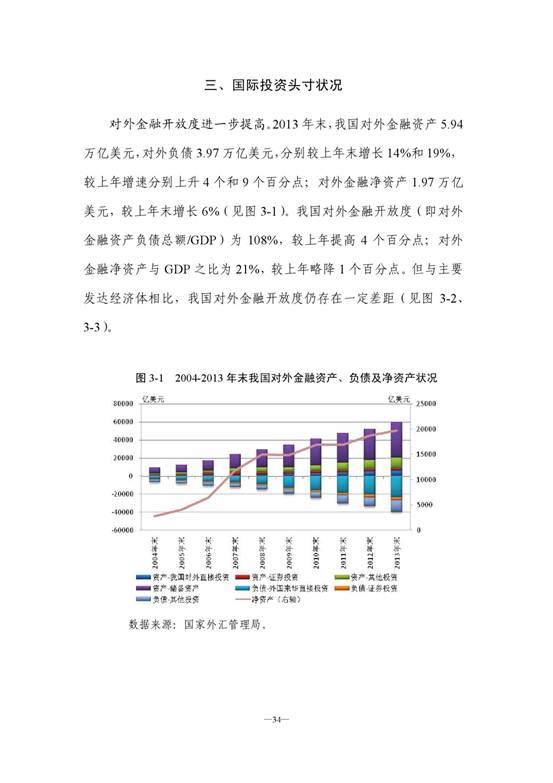 三、国际投资头寸状况
对外金融开放度进一步提高。2013 年末,我国对外金融资产 5.94
万亿美元,对外负债 3.97 万亿美元,分别较上年末增长 14%和 19%,
较上年增速分别上升 4 个和 9 个百分点；对外金融净资产 1.97 万亿
美元，较上年末增长 6%（见图 3-1）。我国对外金融开放度（即对外
金融资产负债总额/GDP）为 108%，较上年提高 4 个百分点；对外
金融净资产与 GDP 之比为 21%，较上年略降 1 个百分点。但与主要
发达经济体相比，我国对外金融开放度仍存在一定差距（见图 3-2、
3-3）。
图 3-1 2004-2013 年末我国对外金融资产、负债及净资产状况
亿美元 亿美元
80000 25000
60000
20000
40000
20000 15000
0
10000
-20000
5000
-40000
-60000 0
2004年末 2005年末 2006年末 2007年末 2008年末 2009年末 2010年末 2011年末 2012年末 2013年末
资产-我国对外直接投资 资产-证券投资 资产-其他投资
资产-储备资产 负债-外国来华直接投资 负债-证券投资
负债-其他投资 净资产（右轴）
数据来源：国家外汇管理局。
—34—